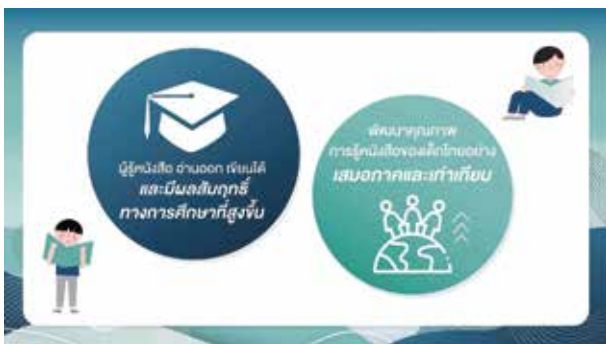 ผู้รู้หนังสือ อ่านออก เขียนได้
และมีผลสัมฤทธิ์
ทางการศึกษาที่สูงขึ้น
พัฒนาคุณภาพ
การรู้หนังสือของเด็กไทยอย่าง
เสมอภาคและเท่าเทียม